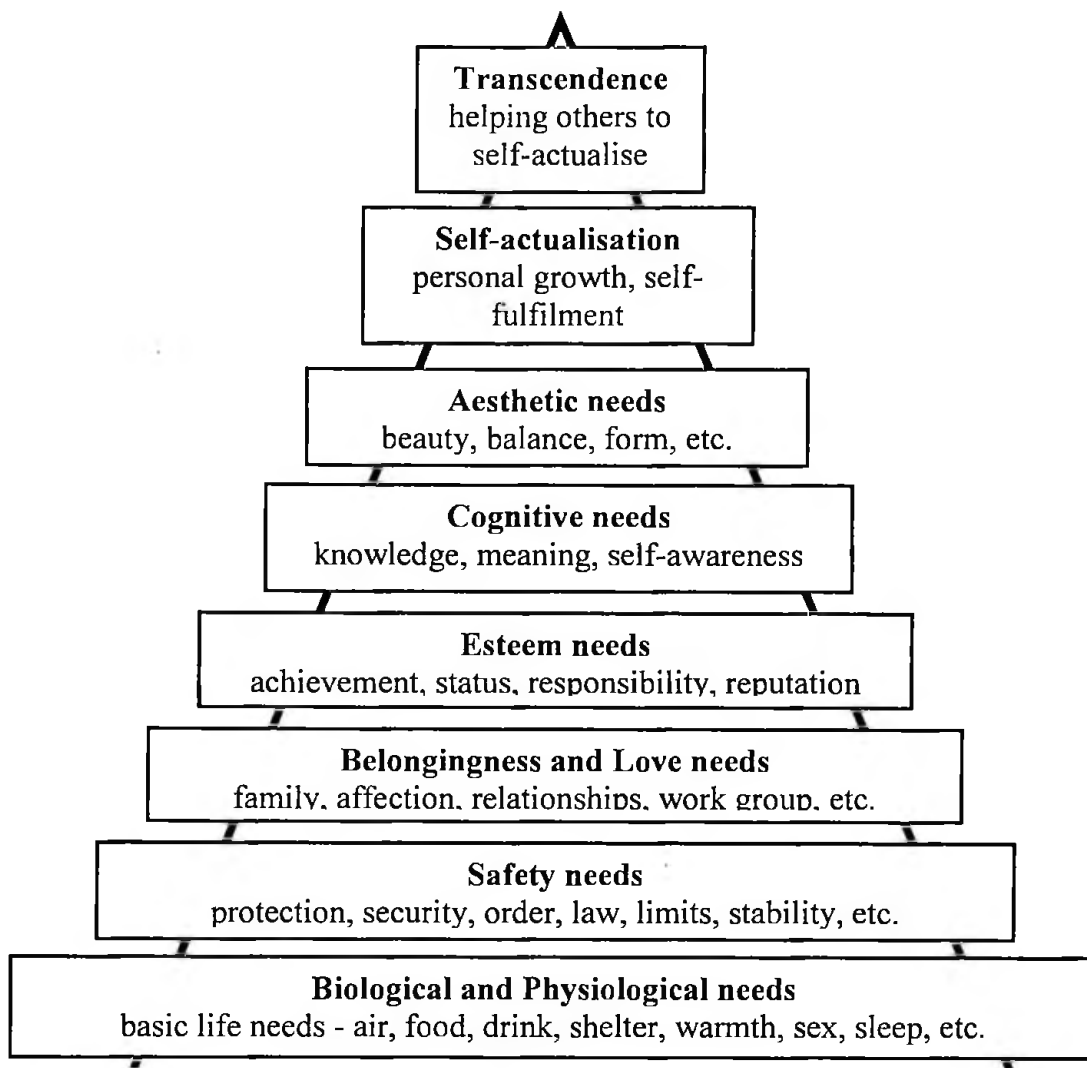 Transcendence
helping others to
self-actualise
Self-actualisation
personal growth, self-
fulfilment
Aesthetic needs
beauty, balance, form, etc.
Cognitive needs
knowledge, meaning, self-awareness
Esteem needs
achievement, status, responsibility, reputation
Belongingness and Love needs
family, affection, relationships, work group, etc.
Safety needs
protection, security, order, law, limits, stability, etc.
Biological and Physiological needs
basic life needs - air, food, drink, shelter, warmth, sex, sleep, etc.